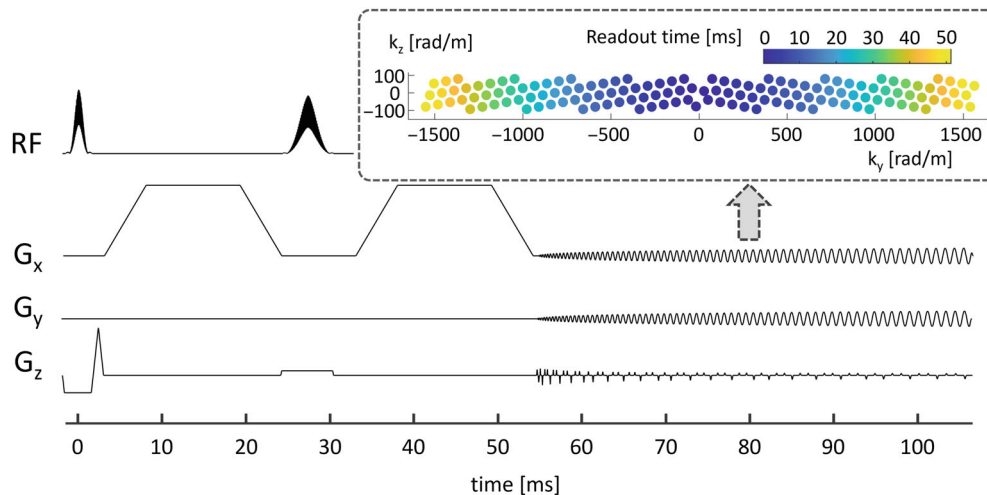 k_z [rad/m]
Readout time [ms]
0 10 20 30 40 50
100
0
−100
−1500 −1000 −500 0 500 1000 1500
k_y [rad/m]
RF
G_x
G_y
G_z
0 10 20 30 40 50 60 70 80 90 100
time [ms]